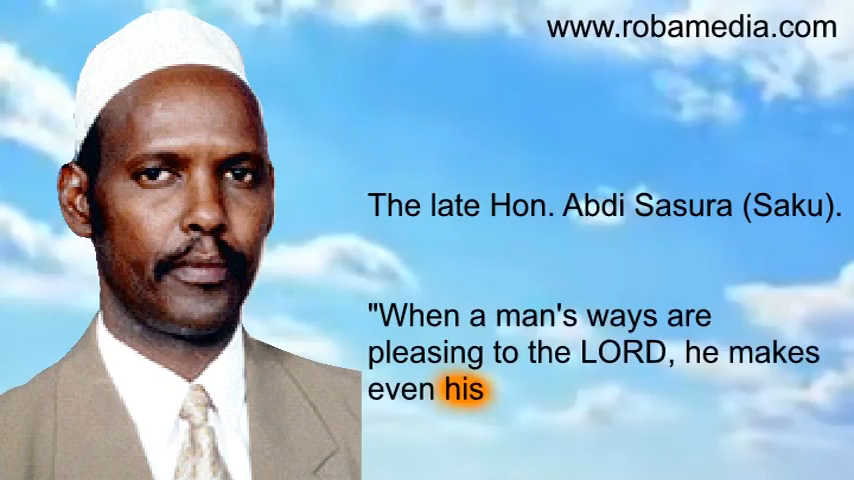 www.robamedia.com
The late Hon. Abdi Sasura (Saku).
"When a man's ways are
pleasing to the LORD, he makes
even his